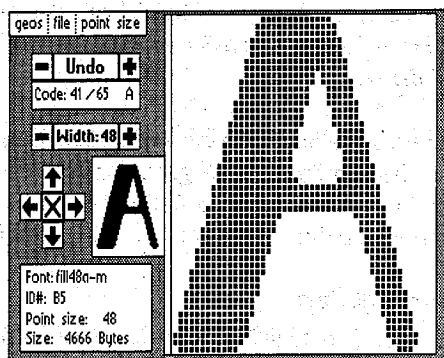 geos file point size
Undo
Code: 41/65 A
Width: 48
Font: fill48a-m
ID#: B5
Point size: 48
Size: 4666 Bytes